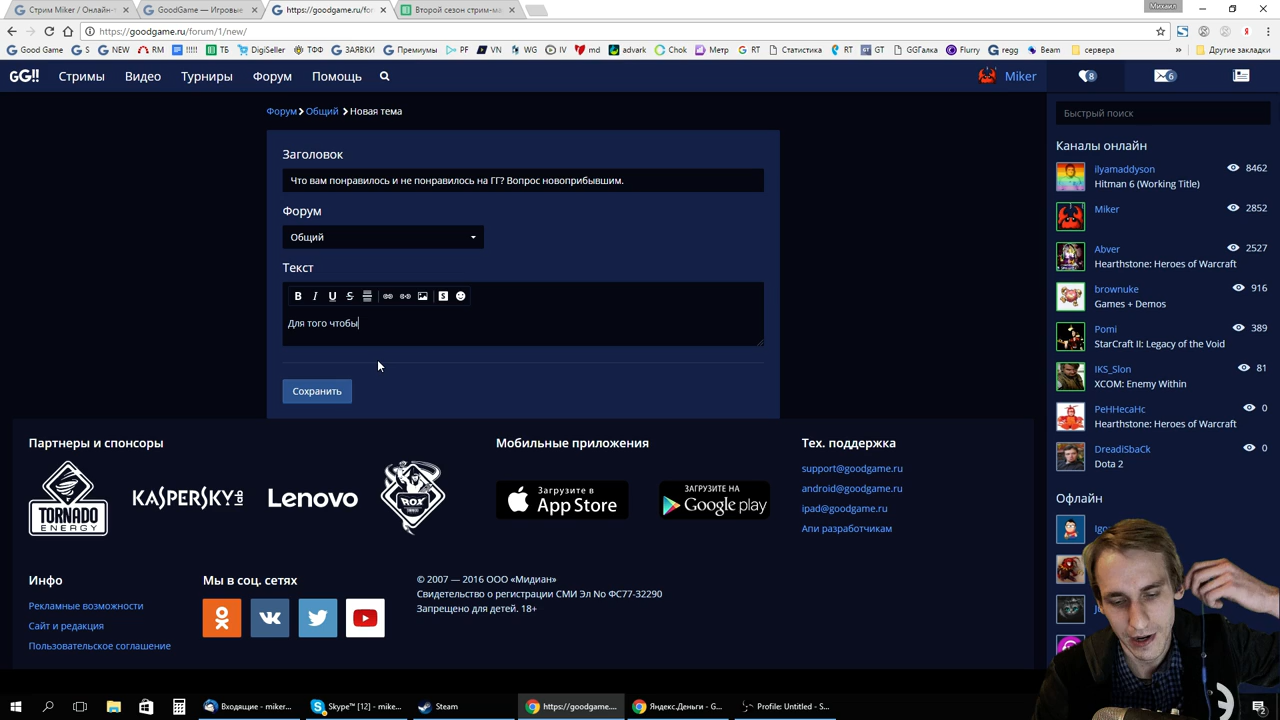 Михаил
Стрим Miker / Онлайн-т
GoodGame — Игровые
https://goodgame.ru/for
Второй сезон стрим-ма
https://goodgame.ru/forum/1/new/
Good Game
G S
NEW
RM
!!!!!
ТБ
DigiSeller
ТФФ
ЗАЯВКИ
Премиумы
PF
VN
WG
IV
md
advark
Chok
Метр
RT
Статистика
RT
GT
GGГалка
Flurry
regg
Beam
сервера
»
Другие закладки
GG!!
Стримы
Видео
Турниры
Форум
Помощь
Miker
8
6
Форум > Общий > Новая тема
Заголовок
Что вам понравилось и не понравилось на ГГ? Вопрос новоприбывшим.
Форум
Общий
Текст
B I U S
Для того чтобы
Сохранить
Быстрый поиск
Каналы онлайн
ilyamaddyson 8462
Hitman 6 (Working Title)
Miker 2852
Abver 2527
Hearthstone: Heroes of Warcraft
brownuke 916
Games + Demos
Pomi 389
StarCraft II: Legacy of the Void
IKS_Slon 81
XCOM: Enemy Within
РеННесаНс 0
Hearthstone: Heroes of Warcraft
DreadiSbaCk 0
Dota 2
Офлайн
Партнеры и спонсоры
TORNADO
ENERGY
KASPERSKY LAB
Lenovo
ROX
Мобильные приложения
Загрузите в
App Store
ЗАГРУЗИТЕ НА
Google play
Тех. поддержка
support@goodgame.ru
android@goodgame.ru
ipad@goodgame.ru
Апи разработчикам
Инфо
Рекламные возможности
Сайт и редакция
Пользовательское соглашение
Мы в соц. сетях
© 2007 — 2016 ООО «Мидиан»
Свидетельство о регистрации СМИ Эл No ФС77-32290
Запрещено для детей. 18+
Входящие - miker...
Skype™ [12] - mike...
Steam
https://goodgame....
Яндекс.Деньги - G...
Profile: Untitled - S...
2